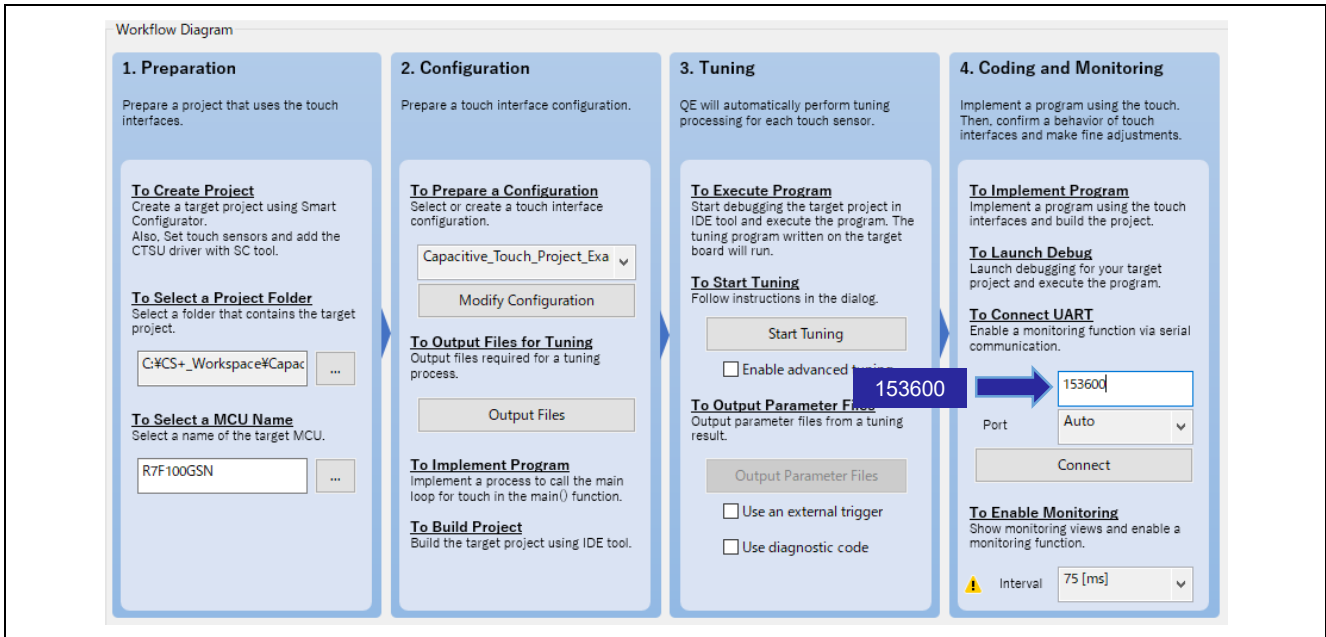 Workflow Diagram
1. Preparation
Prepare a project that uses the touch
interfaces.
To Create Project
Create a target project using Smart
Configurator.
Also, Set touch sensors and add the
CTSU driver with SC tool.
To Select a Project Folder
Select a folder that contains the target
project.
C:¥CS+_Workspace¥Capac
...
To Select a MCU Name
Select a name of the target MCU.
R7F100GSN
...
2. Configuration
Prepare a touch interface configuration.
To Prepare a Configuration
Select or create a touch interface
configuration.
Capacitive_Touch_Project_Exa
Modify Configuration
To Output Files for Tuning
Output files required for a tuning
process.
Output Files
To Implement Program
Implement a process to call the main
loop for touch in the main() function.
To Build Project
Build the target project using IDE tool.
3. Tuning
QE will automatically perform tuning
processing for each touch sensor.
To Execute Program
Start debugging the target project in
IDE tool and execute the program. The
tuning program written on the target
board will run.
To Start Tuning
Follow instructions in the dialog.
Start Tuning
Enable advanced
To Output Parameter Files
Output parameter files from a tuning
result.
Output Parameter Files
Use an external trigger
Use diagnostic code
4. Coding and Monitoring
Implement a program using the touch.
Then, confirm a behavior of touch
interfaces and make fine adjustments.
To Implement Program
Implement a program using the touch
interfaces and build the project.
To Launch Debug
Launch debugging for your target
project and execute the program.
To Connect UART
Enable a monitoring function via serial
communication.
153600
153600
Port Auto
Connect
To Enable Monitoring
Show monitoring views and enable a
monitoring function.
Interval 75 [ms]